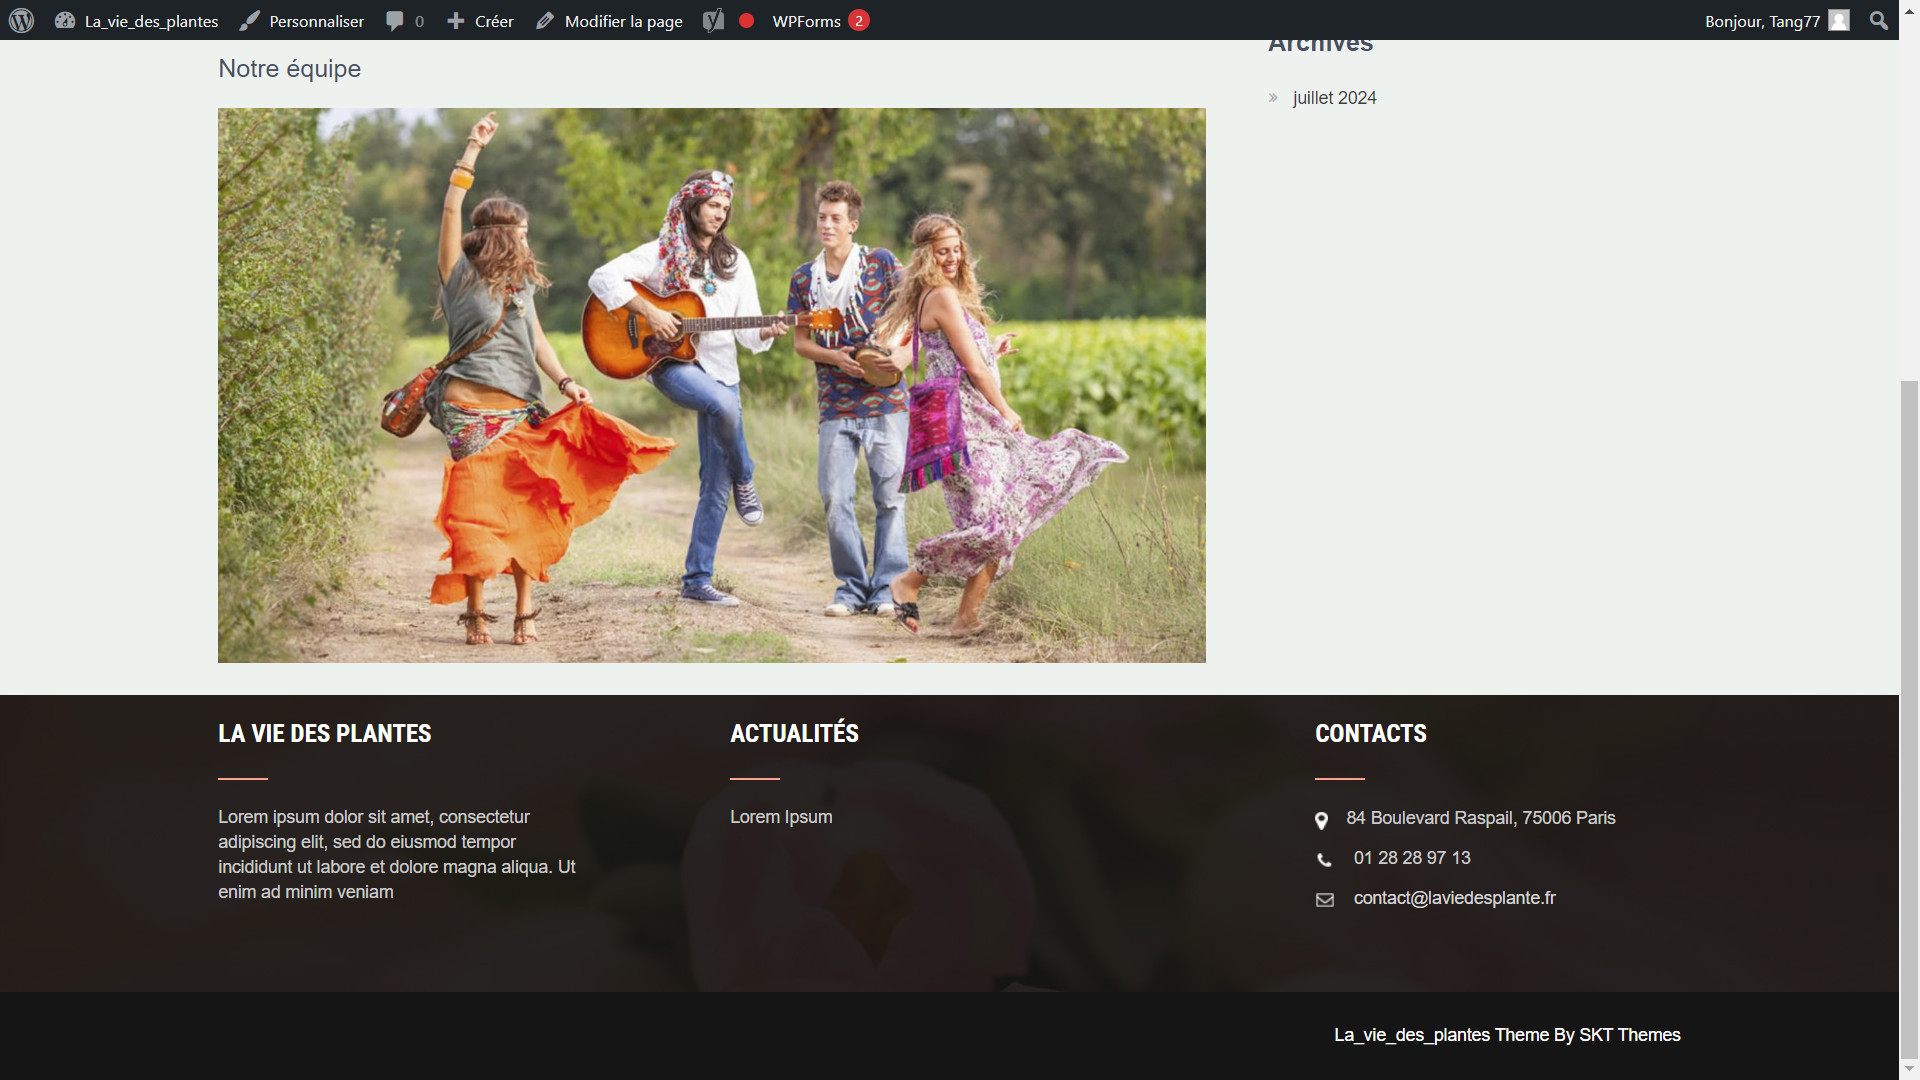 La_vie_des_plantes Personnaliser 0 Créer Modifier la page WPForms 2 Bonjour, Tang77
Archives
Notre équipe
» juillet 2024
LA VIE DES PLANTES
Lorem ipsum dolor sit amet, consectetur
adipiscing elit, sed do eiusmod tempor
incididunt ut labore et dolore magna aliqua. Ut
enim ad minim veniam
ACTUALITÉS
Lorem Ipsum
CONTACTS
84 Boulevard Raspail, 75006 Paris
01 28 28 97 13
contact@laviedesplante.fr
La_vie_des_plantes Theme By SKT Themes